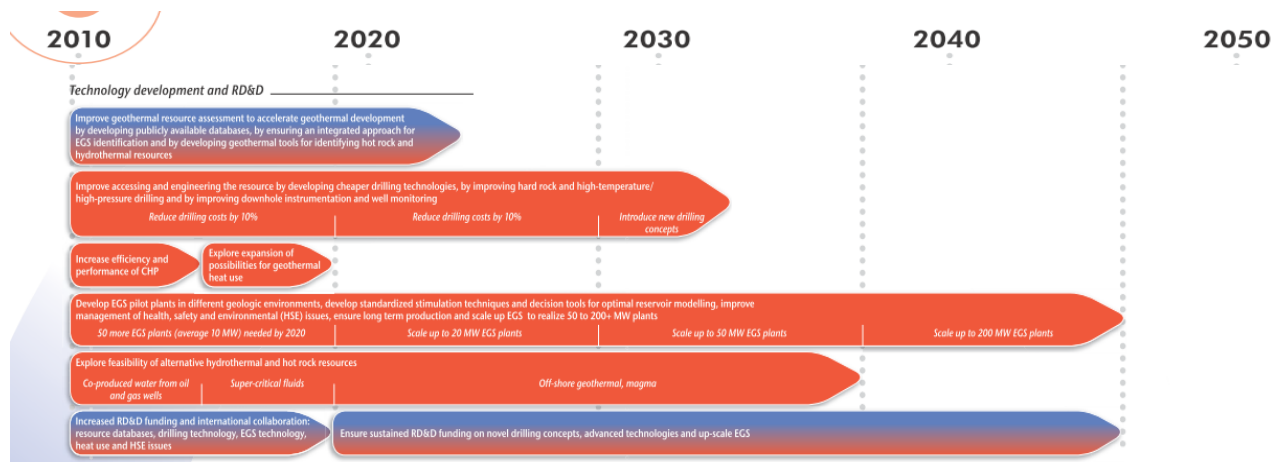 2010 2020 2030 2040 2050
Technology development and RD&D
Improve geothermal resource assessment to accelerate geothermal development
by developing publicly available databases, by ensuring an integrated approach for
EGS identification and by developing geothermal tools for identifying hot rock and
hydrothermal resources
Improve accessing and engineering the resource by developing cheaper drilling technologies, by improving hard rock and high-temperature/
high-pressure drilling and by improving downhole instrumentation and well monitoring
Reduce drilling costs by 10%
Reduce drilling costs by 10%
Introduce new drilling
concepts
Increase efficiency and
performance of CHP
Explore expansion of
possibilities for geothermal
heat use
Develop EGS pilot plants in different geologic environments, develop standardized stimulation techniques and decision tools for optimal reservoir modelling, improve
management of health, safety and environmental (HSE) issues, ensure long term production and scale up EGS to realize 50 to 200+ MW plants
50 more EGS plants (average 10 MW) needed by 2020
Scale up to 20 MW EGS plants
Scale up to 50 MW EGS plants
Scale up to 200 MW EGS plants
Explore feasibility of alternative hydrothermal and hot rock resources
Co-produced water from oil
and gas wells
Super-critical fluids
Off-shore geothermal, magma
Increased RD&D funding and international collaboration:
resource databases, drilling technology, EGS technology,
heat use and HSE issues
Ensure sustained RD&D funding on novel drilling concepts, advanced technologies and up-scale EGS